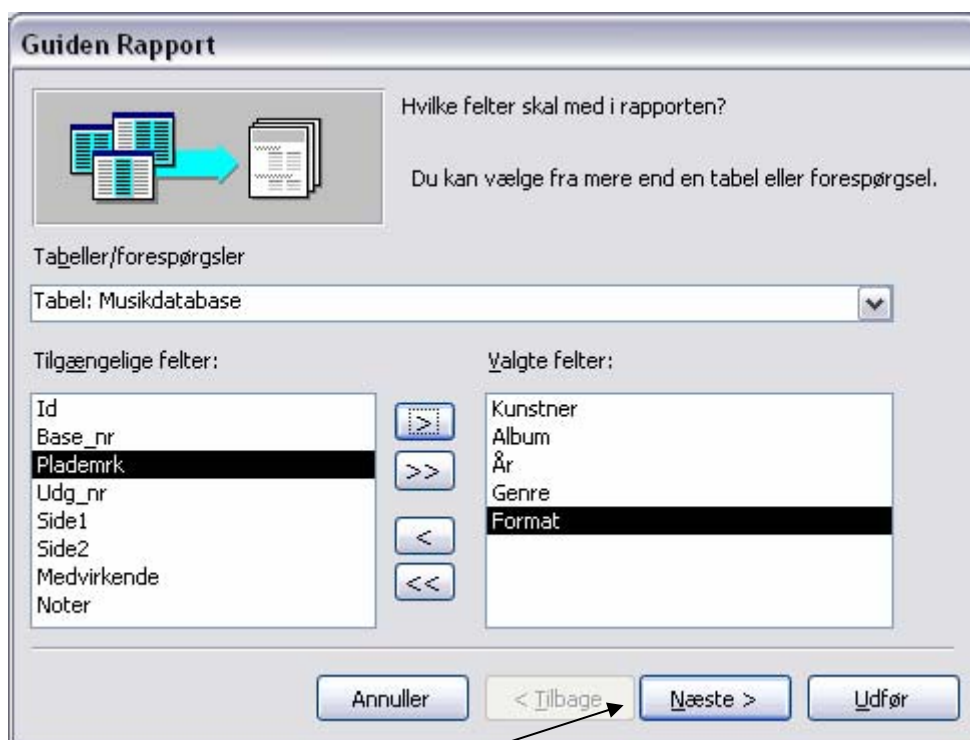 Guiden Rapport
Hvilke felter skal med i rapporten?
Du kan vælge fra mere end en tabel eller forespørgsel.
Tabeller/forespørgsler
Tabel: Musikdatabase
Tilgængelige felter:
Id
Base_nr
Plademrk
Udg_nr
Side1
Side2
Medvirkende
Noter
>
>>
<
<<
Valgte felter:
Kunstner
Album
År
Genre
Format
Annuller
< Tilbage
Næste >
Udfør